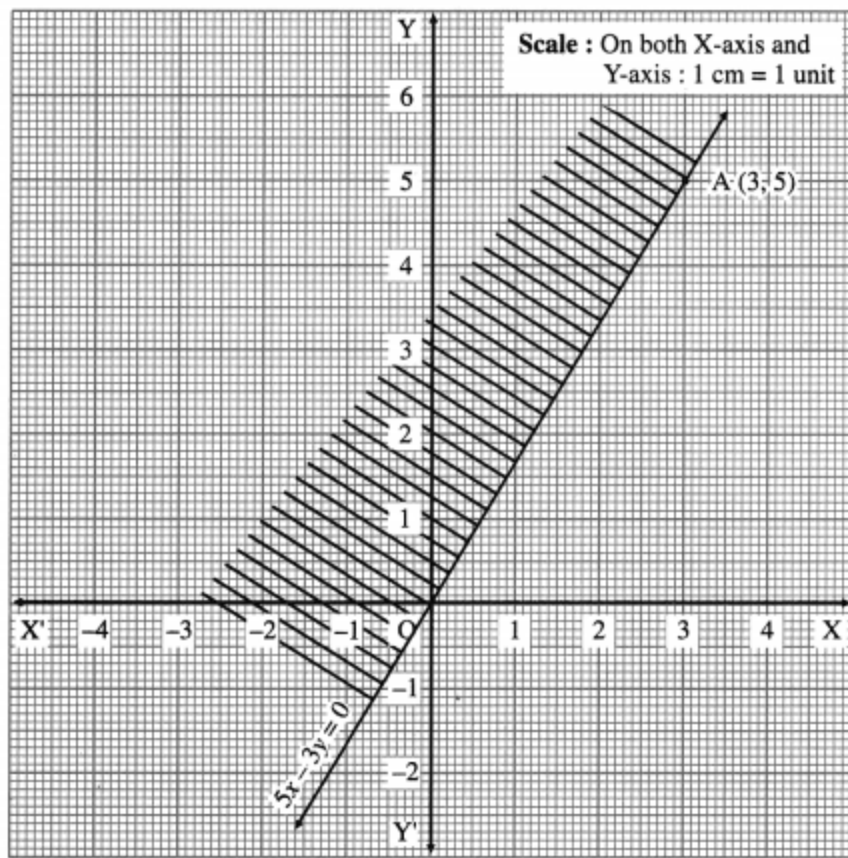 Y
Scale : On both X-axis and
Y-axis : 1 cm = 1 unit
6
5
A (3, 5)
4
3
2
1
X' –4 –3 –2 –1 O 1 2 3 4 X
–1
5x – 3y = 0
–2
Y'